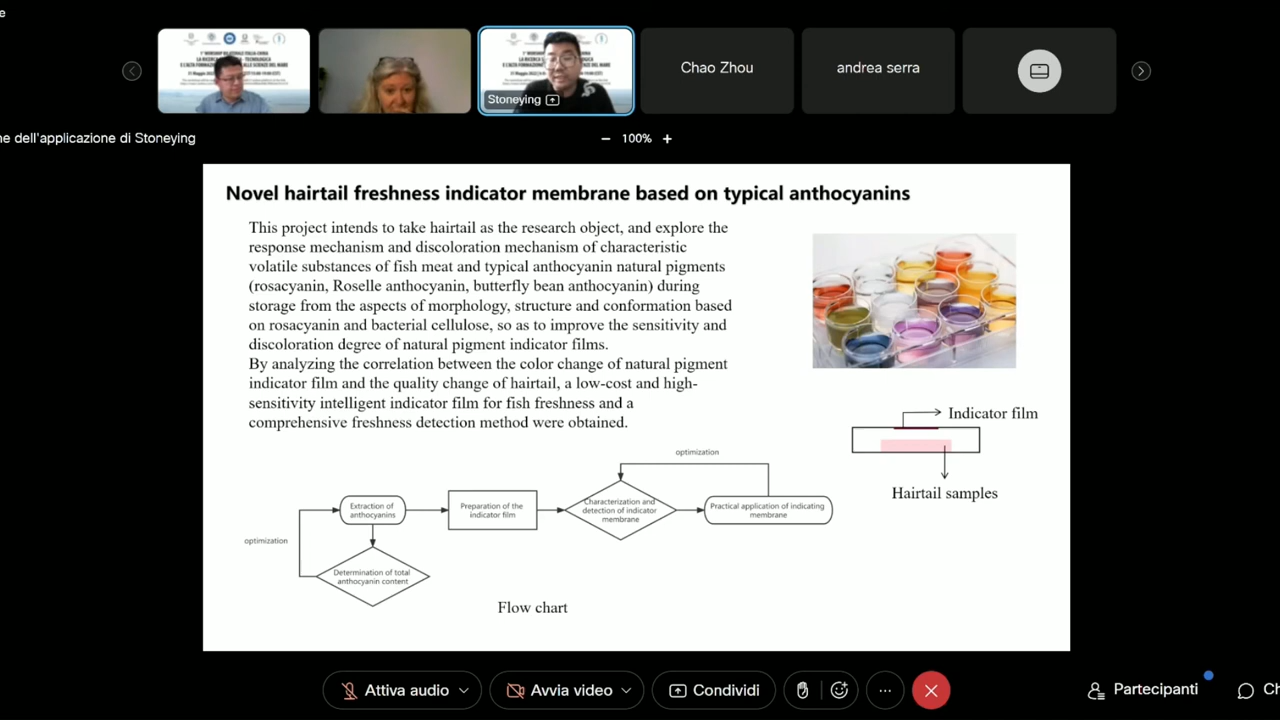 e
1° WORKSHOP BILATERALE ITALIA-CHINA
Stoneying
Chao Zhou
andrea serra
ne dell'applicazione di Stoneying
100%
Novel hairtail freshness indicator membrane based on typical anthocyanins
This project intends to take hairtail as the research object, and explore the
response mechanism and discoloration mechanism of characteristic
volatile substances of fish meat and typical anthocyanin natural pigments
(rosacyanin, Roselle anthocyanin, butterfly bean anthocyanin) during
storage from the aspects of morphology, structure and conformation based
on rosacyanin and bacterial cellulose, so as to improve the sensitivity and
discoloration degree of natural pigment indicator films.
By analyzing the correlation between the color change of natural pigment
indicator film and the quality change of hairtail, a low-cost and high-
sensitivity intelligent indicator film for fish freshness and a
comprehensive freshness detection method were obtained.
Indicator film
Hairtail samples
optimization
Extraction of
anthocyanins
Preparation of the
indicator film
Characterization and
detection of indicator
membrane
Practical application of indicating
membrane
optimization
Determination of total
anthocyanin content
Flow chart
Attiva audio
Avvia video
Condividi
Partecipanti
Ch